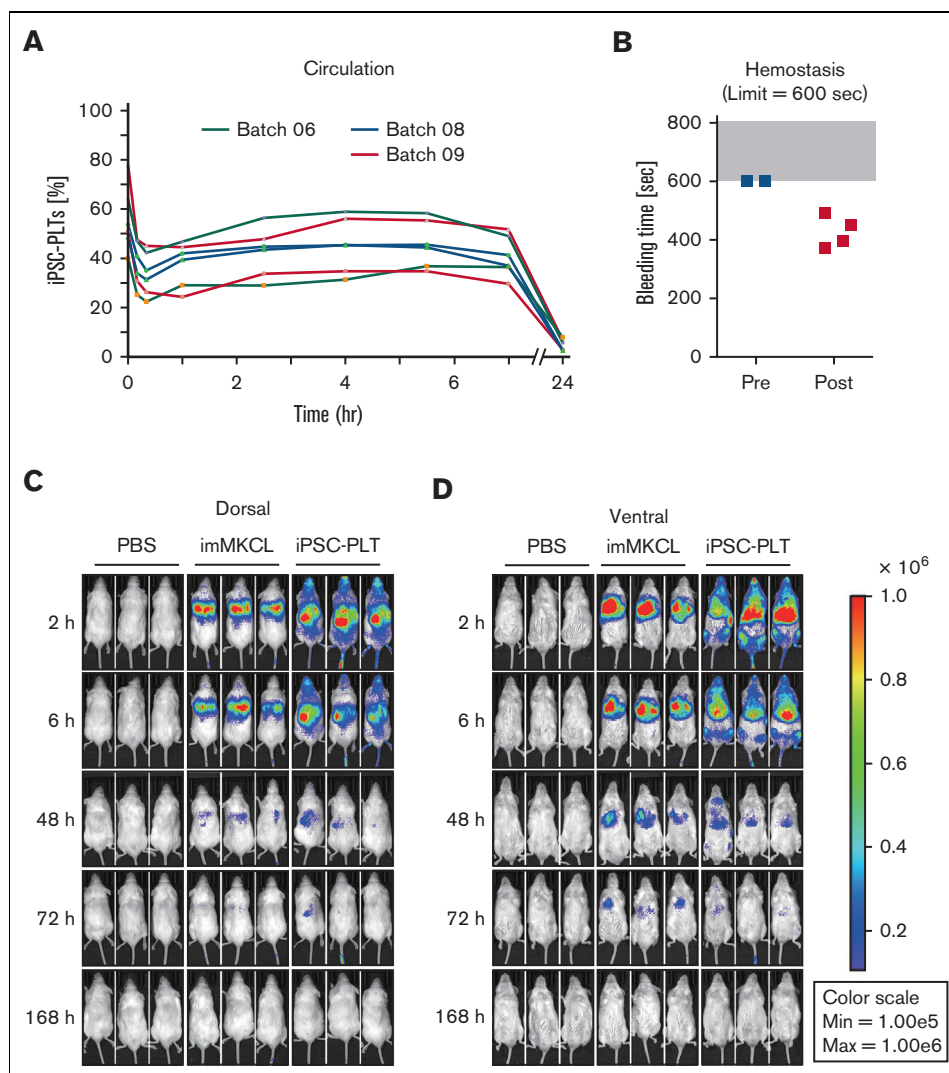 A
Circulation
iPSC-PLTs [%]
100
80
60
40
20
0
Batch 06
Batch 08
Batch 09
0
2
4
6
24
Time (hr)
B
Hemostasis
(Limit = 600 sec)
Bleeding time [sec]
800
600
400
200
0
Pre
Post
C
Dorsal
PBS
imMKCL
iPSC-PLT
2 h
6 h
48 h
72 h
168 h
D
Ventral
PBS
imMKCL
iPSC-PLT
2 h
6 h
48 h
72 h
168 h
× 10⁶
1.0
0.8
0.6
0.4
0.2
Color scale
Min = 1.00e5
Max = 1.00e6